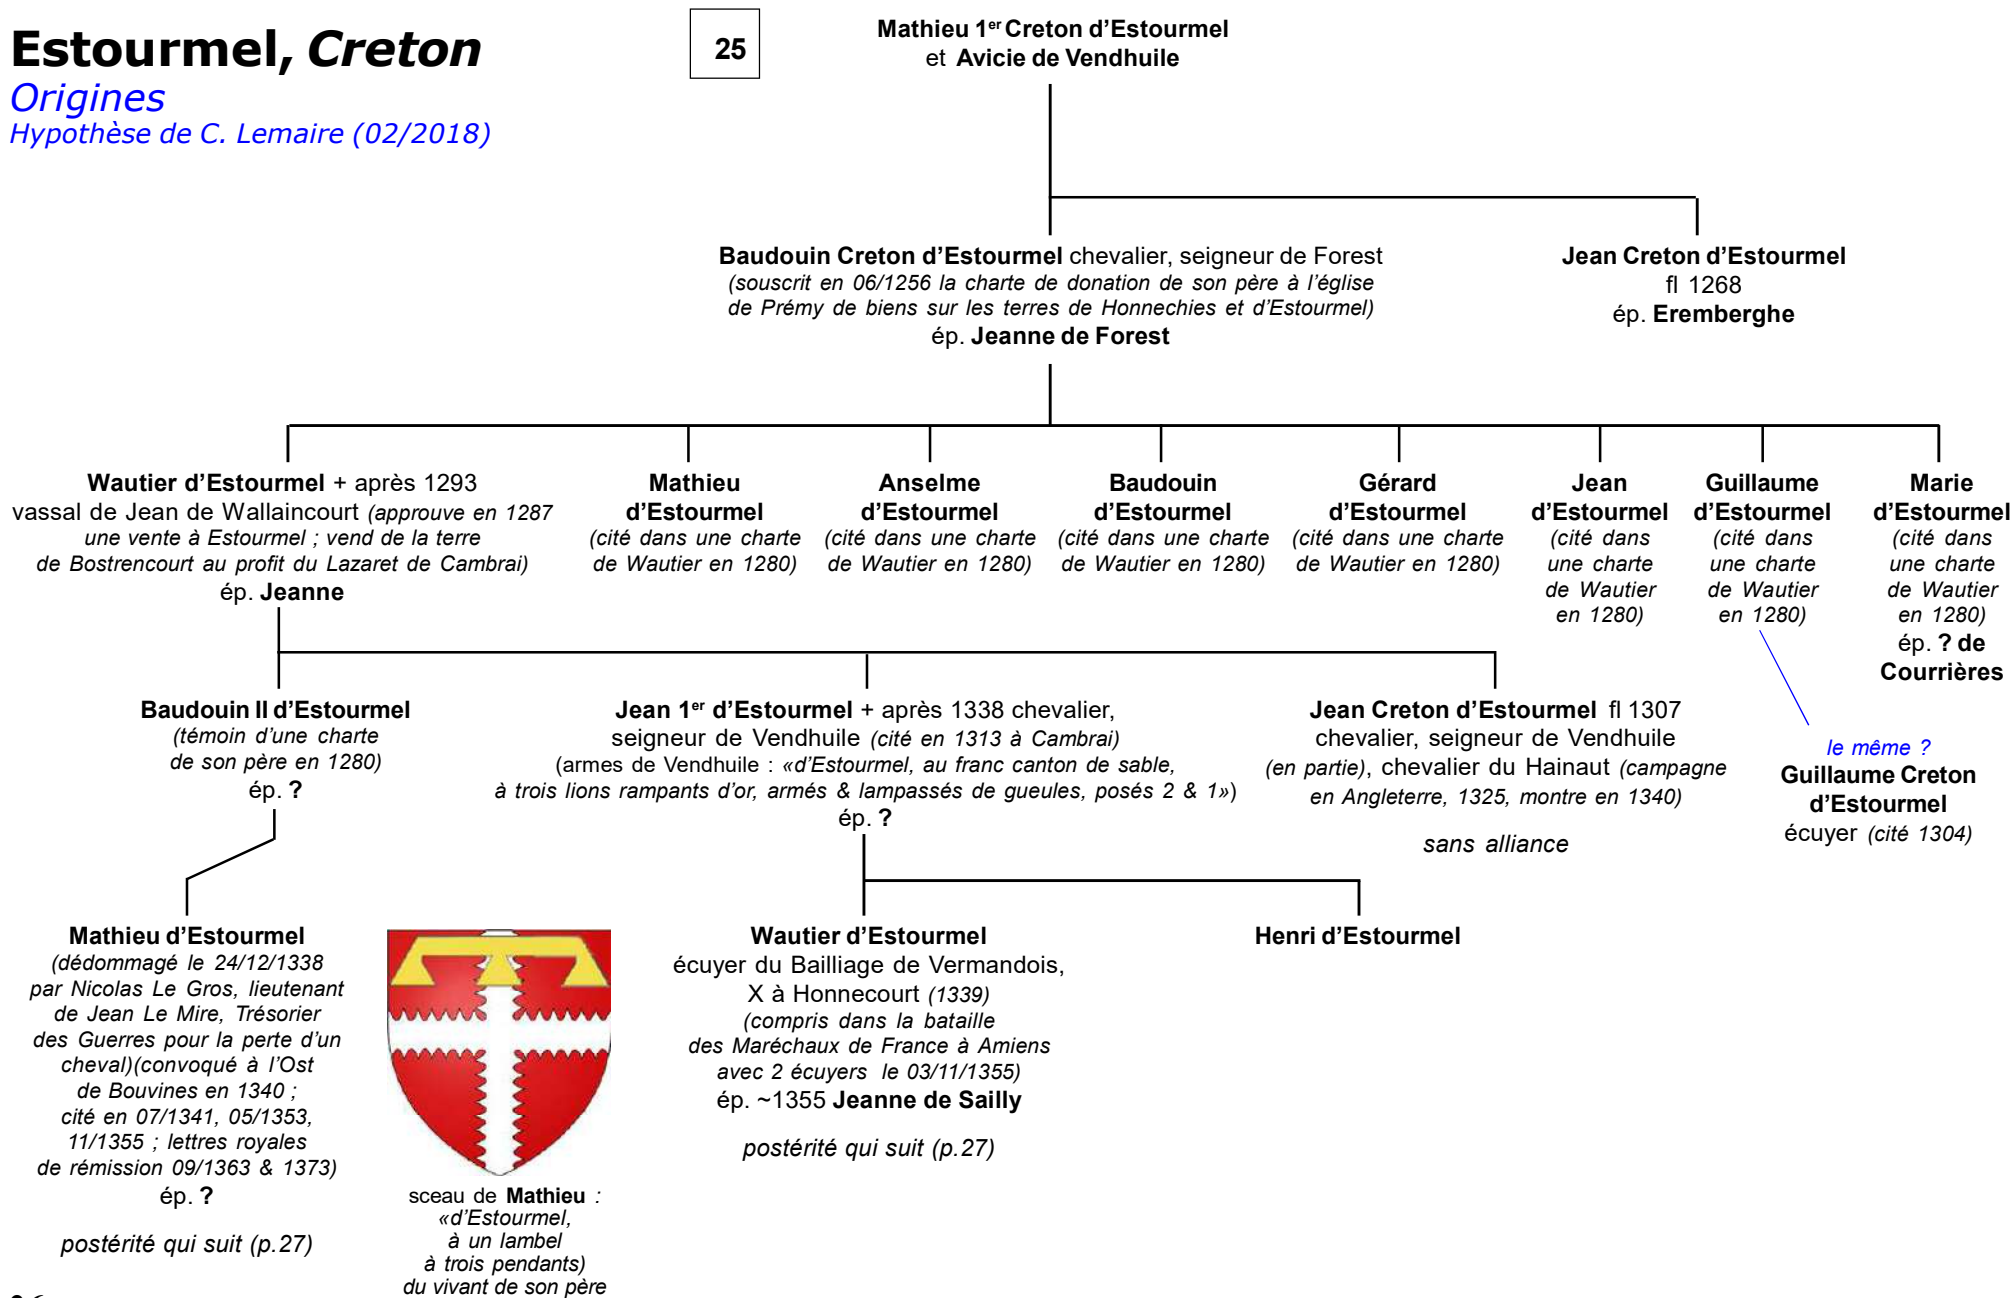 Estourmel, Creton
Origines
Hypothèse de C. Lemaire (02/2018)
25
Mathieu 1er Creton d’Estourmel
et Avicie de Vendhuile
Baudouin Creton d’Estourmel chevalier, seigneur de Forest
(souscrit en 06/1256 la charte de donation de son père à l’église
de Prémy de biens sur les terres de Honnechies et d’Estourmel)
ép. Jeanne de Forest
Jean Creton d’Estourmel
fl 1268
ép. Eremberghe
Wautier d’Estourmel + après 1293
vassal de Jean de Wallaincourt (approuve en 1287
une vente à Estourmel ; vend de la terre
de Bostrencourt au profit du Lazaret de Cambrai)
ép. Jeanne
Mathieu
d’Estourmel
(cité dans une charte
de Wautier en 1280)
Anselme
d’Estourmel
(cité dans une charte
de Wautier en 1280)
Baudouin
d’Estourmel
(cité dans une charte
de Wautier en 1280)
Gérard
d’Estourmel
(cité dans une charte
de Wautier en 1280)
Jean
d’Estourmel
(cité dans
une charte
de Wautier
en 1280)
Guillaume
d’Estourmel
(cité dans
une charte
de Wautier
en 1280)
Marie
d’Estourmel
(cité dans
une charte
de Wautier
en 1280)
ép. ? de
Courrières
Baudouin II d’Estourmel
(témoin d’une charte
de son père en 1280)
ép. ?
Jean 1er d’Estourmel + après 1338 chevalier,
seigneur de Vendhuile (cité en 1313 à Cambrai)
(armes de Vendhuile : «d’Estourmel, au franc canton de sable,
à trois lions rampants d’or, armés & lampassés de gueules, posés 2 & 1»)
ép. ?
Jean Creton d’Estourmel fl 1307
chevalier, seigneur de Vendhuile
(en partie), chevalier du Hainaut (campagne
en Angleterre, 1325, montre en 1340)
sans alliance
le même ?
Guillaume Creton
d’Estourmel
écuyer (cité 1304)
Mathieu d’Estourmel
(dédommagé le 24/12/1338
par Nicolas Le Gros, lieutenant
de Jean Le Mire, Trésorier
des Guerres pour la perte d’un
cheval)(convoqué à l’Ost
de Bouvines en 1340 ;
cité en 07/1341, 05/1353,
11/1355 ; lettres royales
de rémission 09/1363 & 1373)
ép. ?
postérité qui suit (p.27)
sceau de Mathieu :
«d’Estourmel,
à un lambel
à trois pendants)
du vivant de son père
Wautier d’Estourmel
écuyer du Bailliage de Vermandois,
X à Honnecourt (1339)
(compris dans la bataille
des Maréchaux de France à Amiens
avec 2 écuyers le 03/11/1355)
ép. ~1355 Jeanne de Sailly
postérité qui suit (p.27)
Henri d’Estourmel